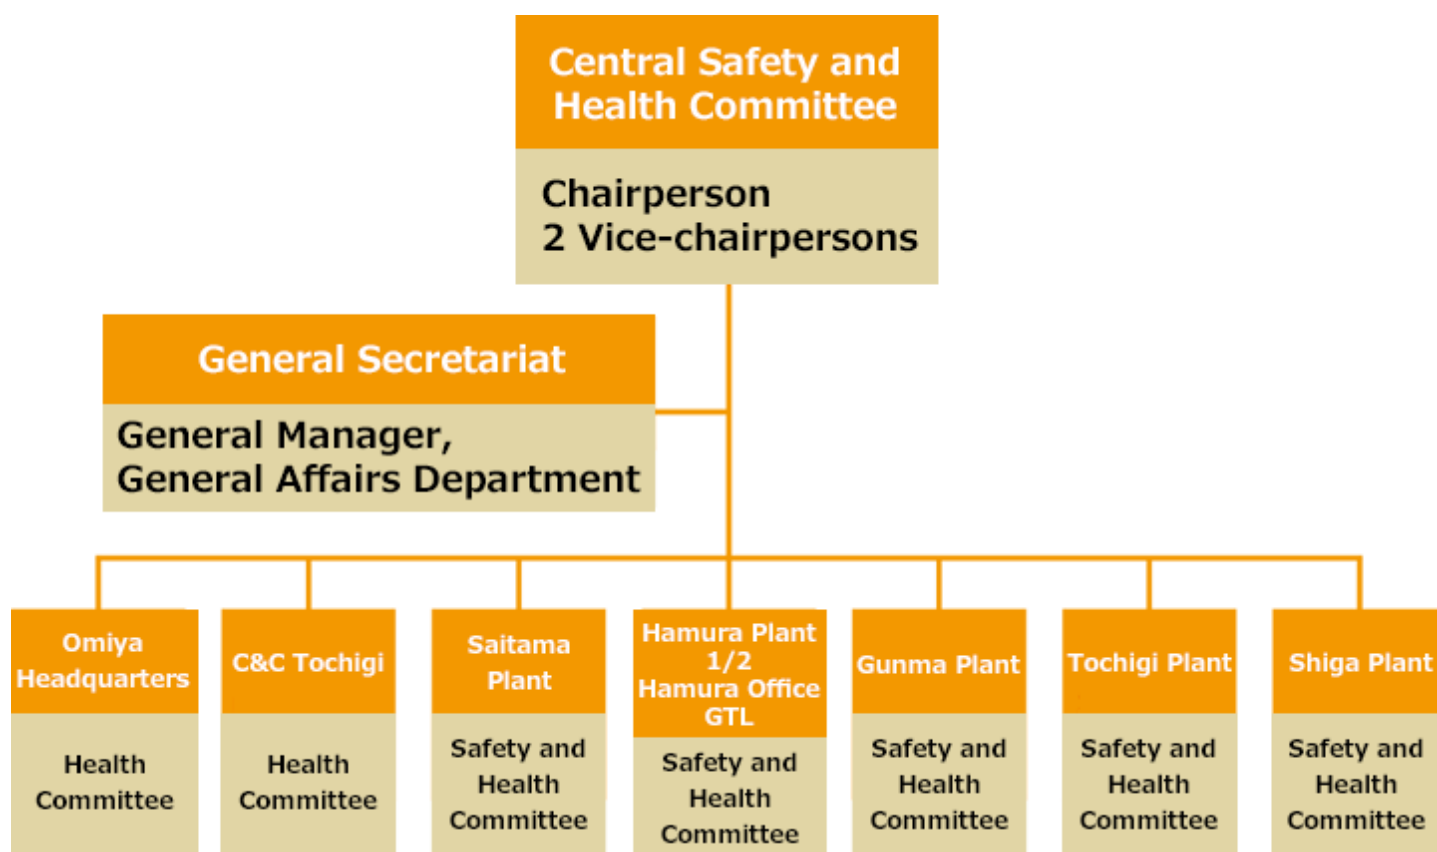 Central Safety and
Health Committee
Chairperson
2 Vice-chairpersons
General Secretariat
General Manager,
General Affairs Department
Omiya
Headquarters
Health
Committee
C&C Tochigi
Health
Committee
Saitama
Plant
Safety and
Health
Committee
Hamura Plant
1/2
Hamura Office
GTL
Safety and
Health
Committee
Gunma Plant
Safety and
Health
Committee
Tochigi Plant
Safety and
Health
Committee
Shiga Plant
Safety and
Health
Committee